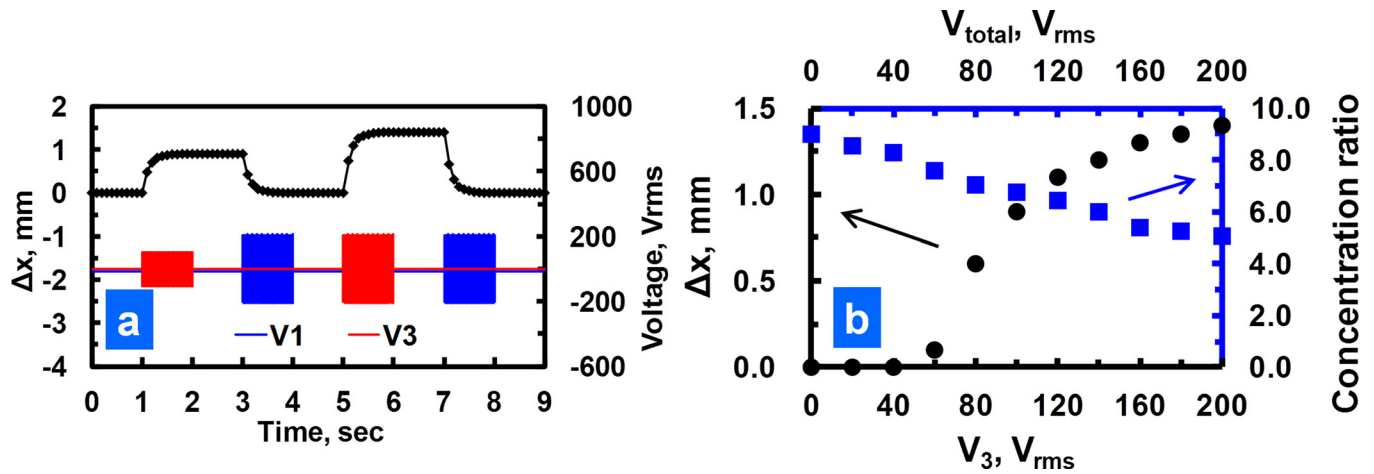 2
1
0
-1
-2
-3
-4
Δx, mm
1000
600
200
-200
-600
Voltage, Vrms
a
V1 V3
0 1 2 3 4 5 6 7 8 9
Time, sec
Vtotal, Vrms
0 40 80 120 160 200
1.5
1.0
0.5
0.0
Δx, mm
10.0
8.0
6.0
4.0
2.0
0.0
Concentration ratio
b
0 40 80 120 160 200
V3, Vrms